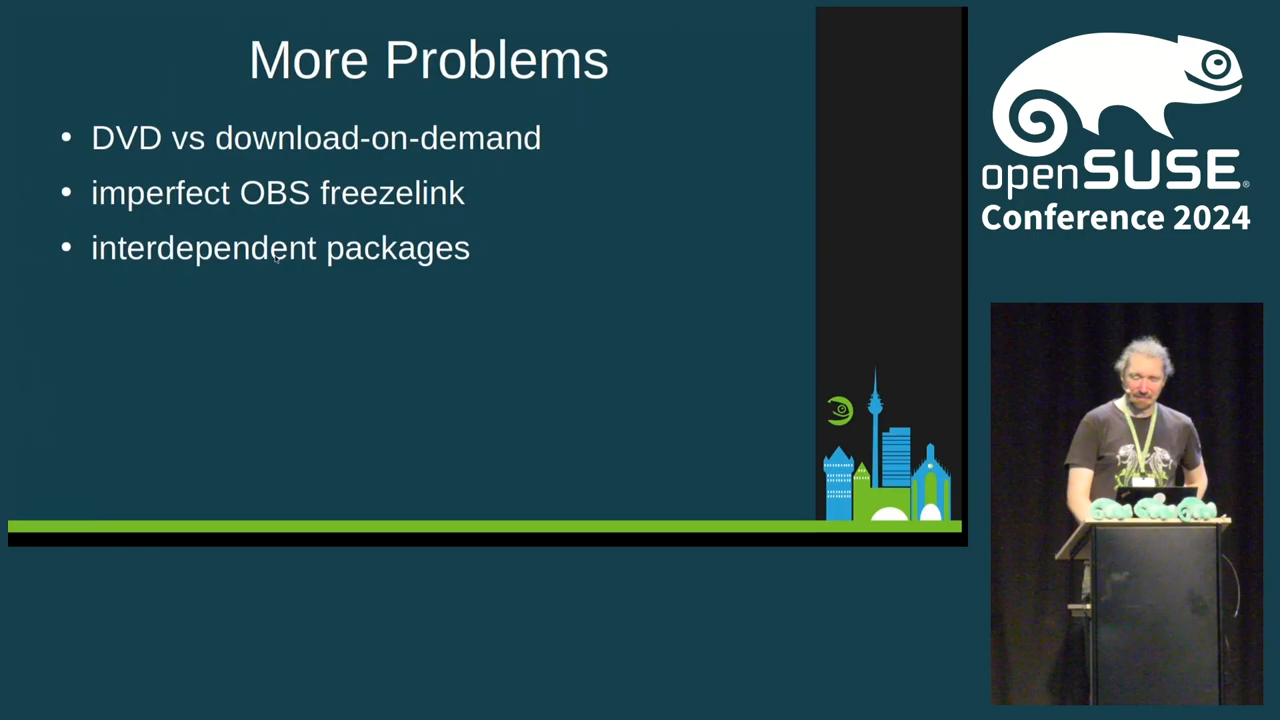 More Problems
• DVD vs download-on-demand
• imperfect OBS freezelink
• interdependent packages
openSUSE®
Conference 2024